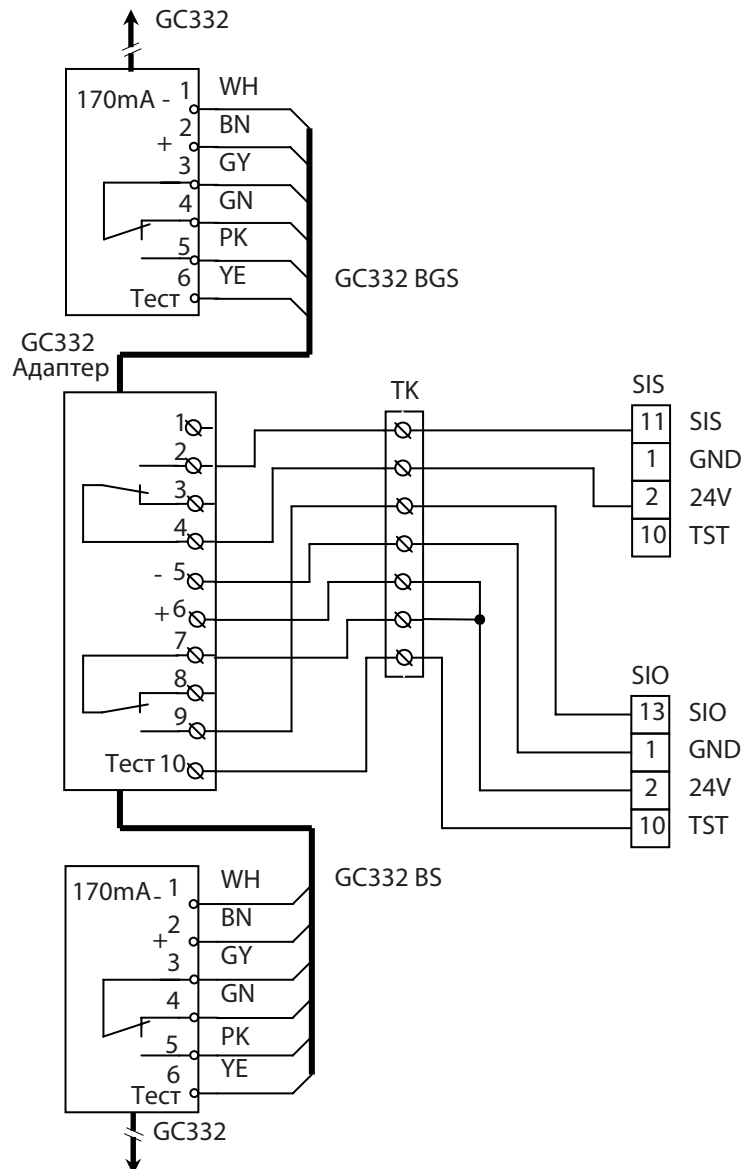 GC332
170mA - 1 WH
+ 2 BN
3 GY
4 GN
5 PK
6 YE
Тест
GC332 BGS
GC332
Адаптер
TK
SIS
1
2
3
4
- 5
+ 6
7
8
9
Тест 10
11 SIS
1 GND
2 24V
10 TST
SIO
13 SIO
1 GND
2 24V
10 TST
GC332 BS
170mA - 1 WH
+ 2 BN
3 GY
4 GN
5 PK
6 YE
Тест
GC332